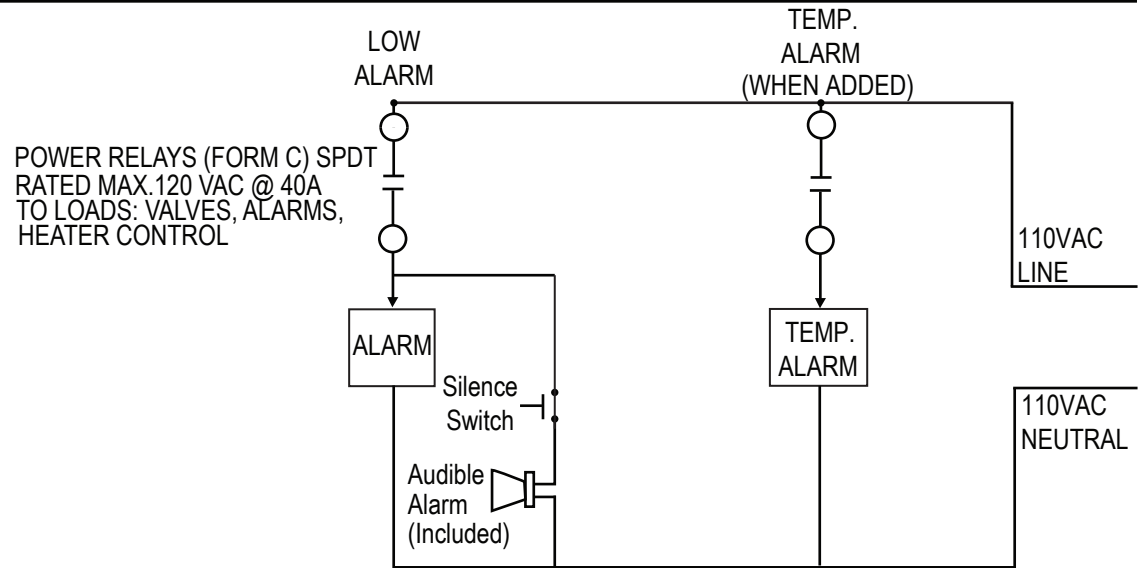 LOW
ALARM
TEMP.
ALARM
(WHEN ADDED)
POWER RELAYS (FORM C) SPDT
RATED MAX.120 VAC @ 40A
TO LOADS: VALVES, ALARMS,
HEATER CONTROL
110VAC
LINE
ALARM
TEMP.
ALARM
Silence
Switch
110VAC
NEUTRAL
Audible
Alarm
(Included)